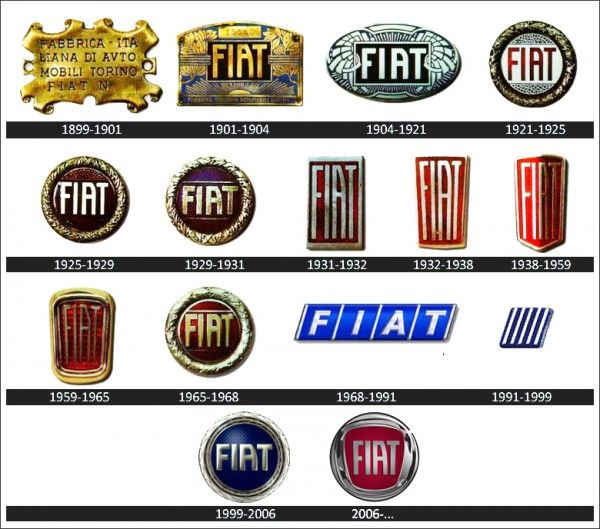 FABBRICA - ITA
LIANA DI AVTO
MOBILI TORINO
FIAT Nº
FIAT
FIAT
FIAT
1899-1901
1901-1904
1904-1921
1921-1925
FIAT
FIAT
FIAT
FIAT
FIAT
1925-1929
1929-1931
1931-1932
1932-1938
1938-1959
FIAT
FIAT
FIAT
1959-1965
1965-1968
1968-1991
1991-1999
FIAT
FIAT
1999-2006
2006-...